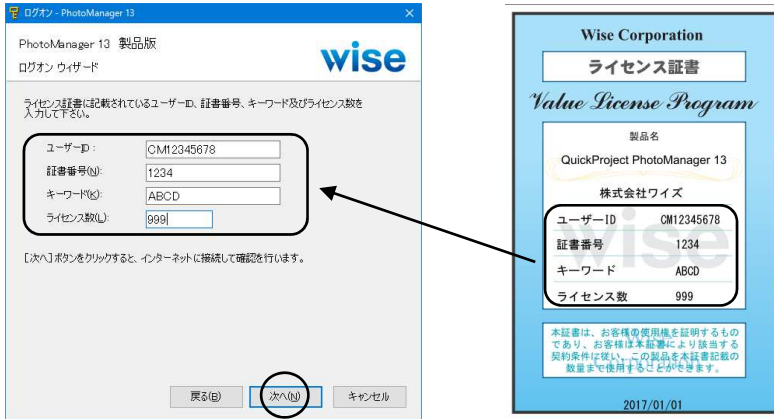 ログオン - PhotoManager 13
PhotoManager 13 製品版
ログオン ウィザード
wise
ライセンス証書に記載されているユーザーID、証書番号、キーワード及びライセンス数を
入力して下さい。
ユーザーID :
CM12345678
証書番号(N):
1234
キーワード(K):
ABCD
ライセンス数(L):
999
[次へ]ボタンをクリックすると、インターネットに接続して確認を行います。
戻る(B)
次へ(N)
キャンセル
Wise Corporation
ライセンス証書
Value License Program
製品名
QuickProject PhotoManager 13
株式会社ワイズ
wise
ユーザーID CM12345678
証書番号 1234
キーワード ABCD
ライセンス数 999
本証書は、お客様の使用権を証明するもの
であり、お客様は本証書により該当する
契約条件に従い、この製品を本証書記載の
数量まで使用することができます。
Wise
Corporation
2017/01/01